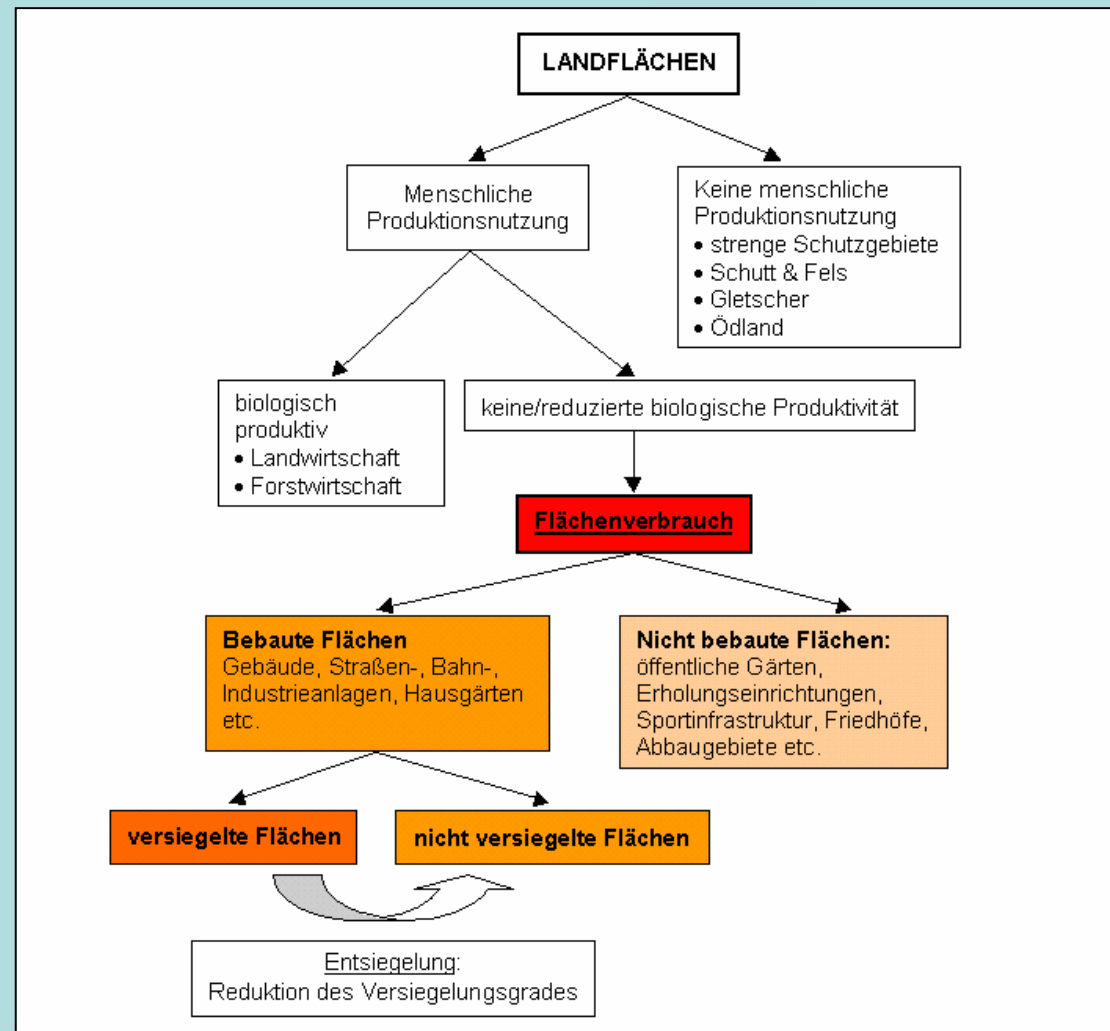 LANDFLÄCHEN
Menschliche
Produktionsnutzung
Keine menschliche
Produktionsnutzung
• strenge Schutzgebiete
• Schutt & Fels
• Gletscher
• Ödland
biologisch
produktiv
• Landwirtschaft
• Forstwirtschaft
keine/reduzierte biologische Produktivität
Flächenverbrauch
Bebaute Flächen
Gebäude, Straßen-, Bahn-,
Industrieanlagen, Hausgärten
etc.
Nicht bebaute Flächen:
öffentliche Gärten,
Erholungseinrichtungen,
Sportinfrastruktur, Friedhöfe,
Abbaugebiete etc.
versiegelte Flächen
nicht versiegelte Flächen
Entsiegelung:
Reduktion des Versiegelungsgrades